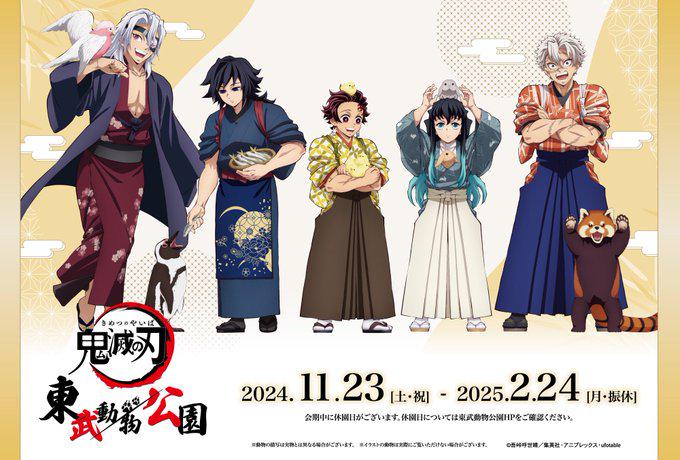 きめつのやいば
鬼滅の刃
東武動物公園
2024.11.23[土・祝] - 2025.2.24[月・振休]
会期中に休園日がございます。休園日については東武動物公園HPをご確認ください。
※動物の描写は実物とは異なる場合がございます。 ※イラストの動物は実際にご覧いただけない場合がございます。
©吾峠呼世晴/集英社・アニプレックス・ufotable